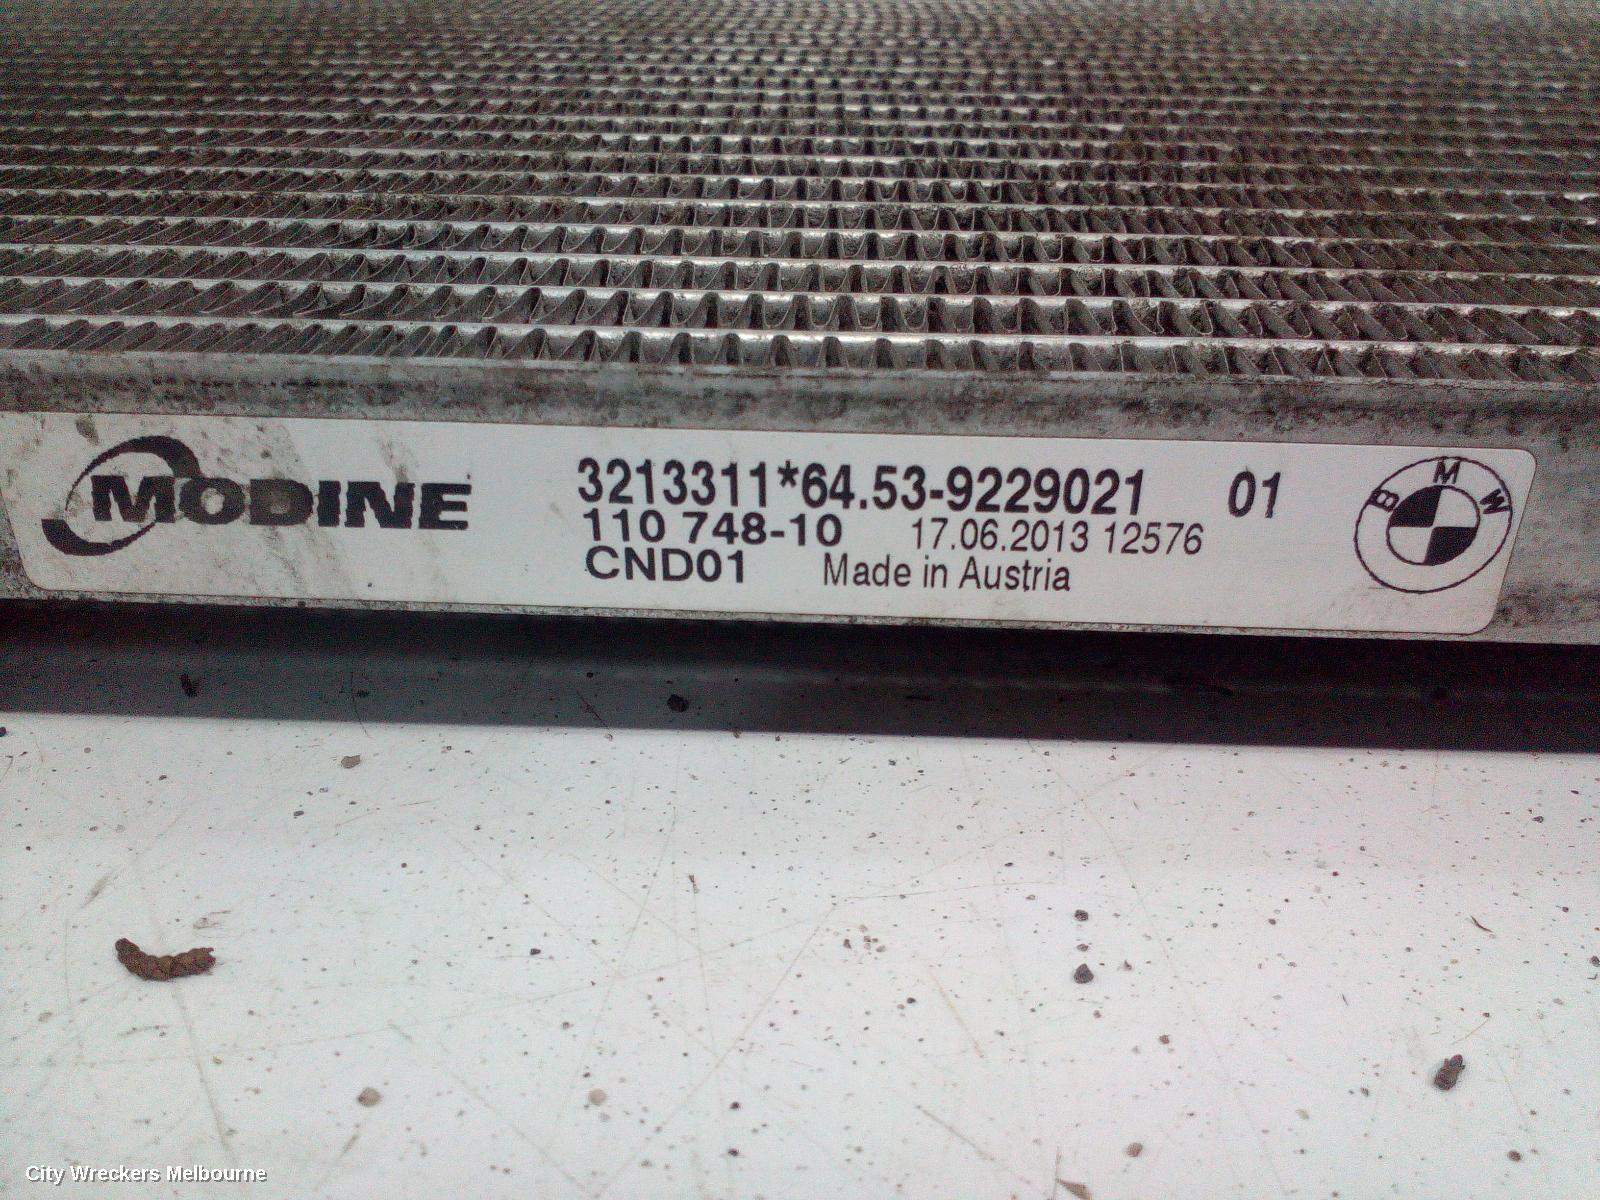 MODINE
3213311*64.53-9229021 01
110 748-10 17.06.2013 12576
CND01 Made in Austria
BMW
City Wreckers Melbourne